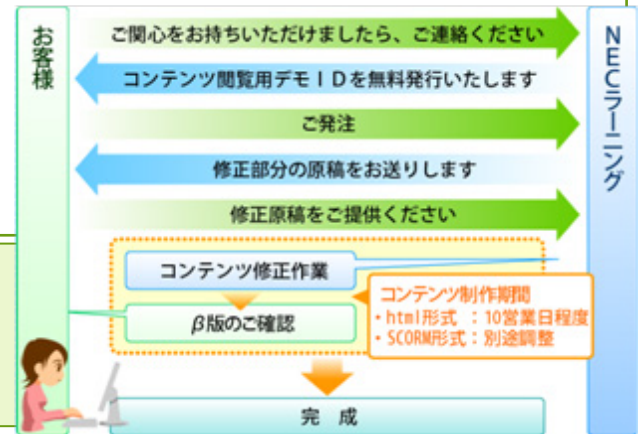 お客様
ご関心をお持ちいただけましたら、ご連絡ください
NECラーニング
コンテンツ閲覧用デモIDを無料発行いたします
ご発注
修正部分の原稿をお送りします
修正原稿をご提供ください
コンテンツ修正作業
コンテンツ制作期間
・html形式 ：10営業日程度
・SCORM形式：別途調整
β版のご確認
完 成